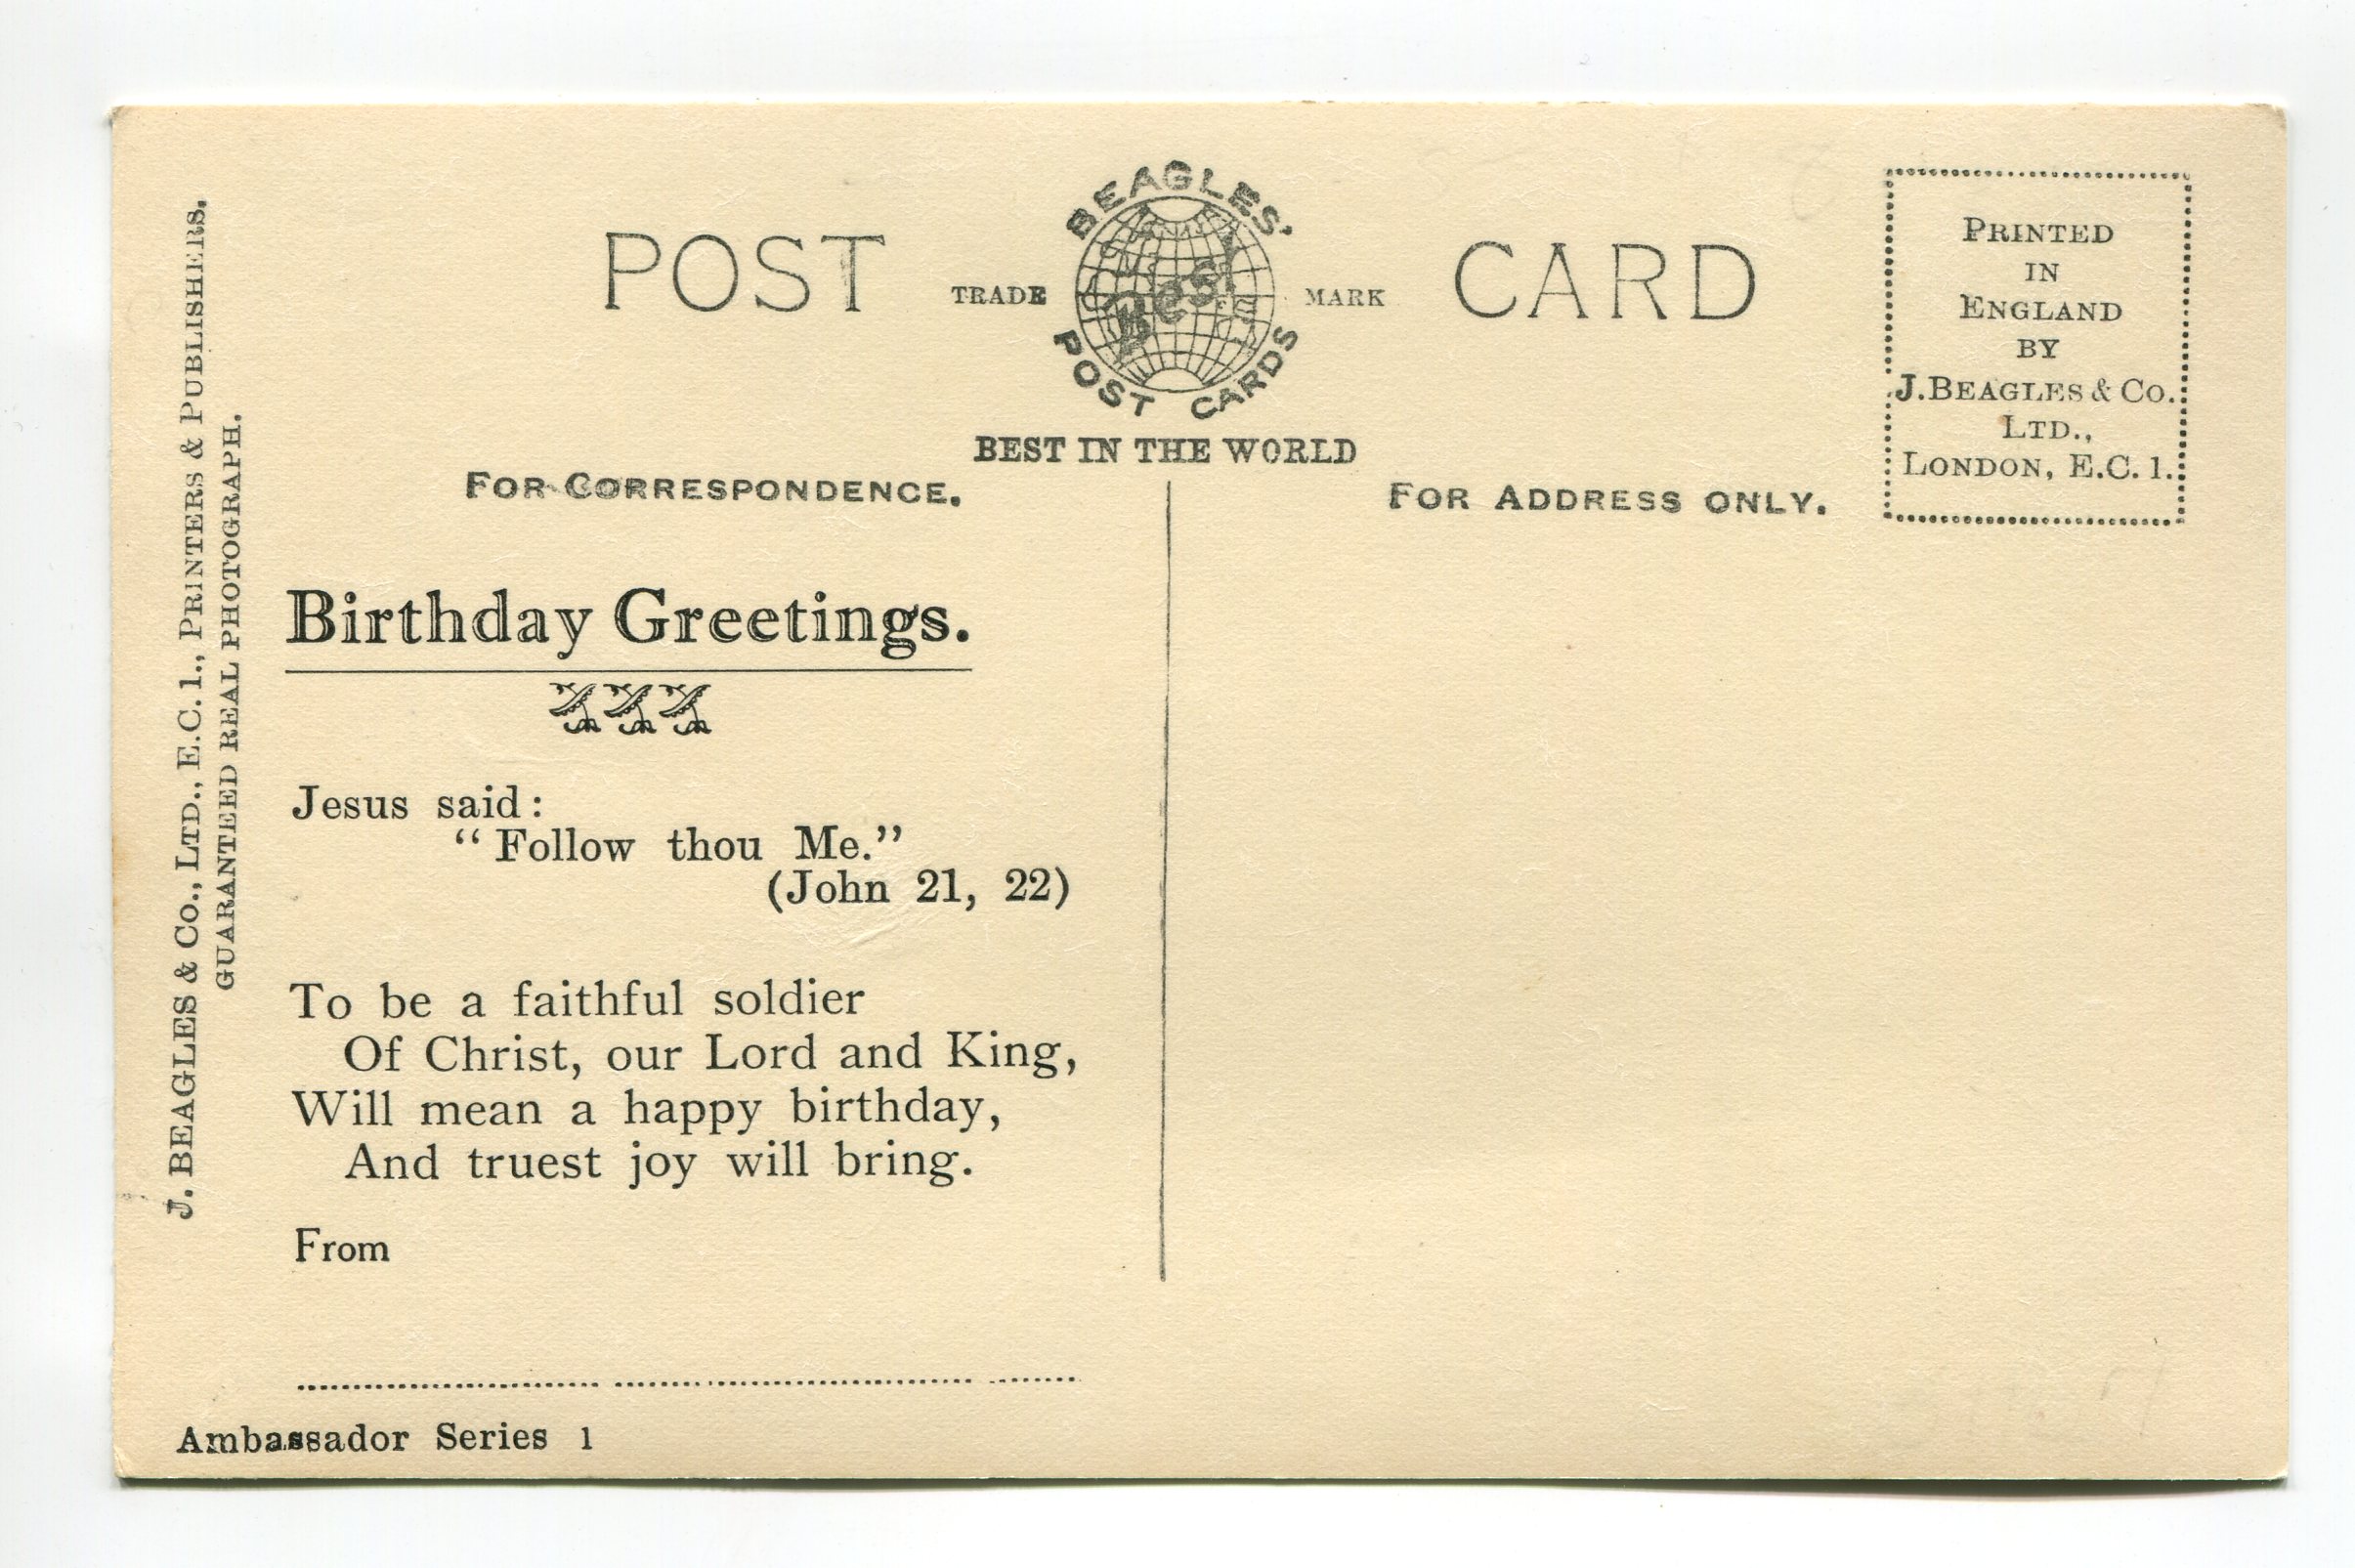 J. BEAGLES & Co., LTD., E.C.1., PRINTERS & PUBLISHERS.
GUARANTEED REAL PHOTOGRAPH.
POST CARD
BEAGLES'
TRADE MARK
Best
POST CARDS
BEST IN THE WORLD
PRINTED
IN
ENGLAND
BY
J. BEAGLES & Co.
LTD.,
LONDON, E.C.1.
FOR CORRESPONDENCE.
FOR ADDRESS ONLY.
Birthday Greetings.
Jesus said:
“Follow thou Me.”
(John 21, 22)
To be a faithful soldier
Of Christ, our Lord and King,
Will mean a happy birthday,
And truest joy will bring.
From
Ambassador Series 1